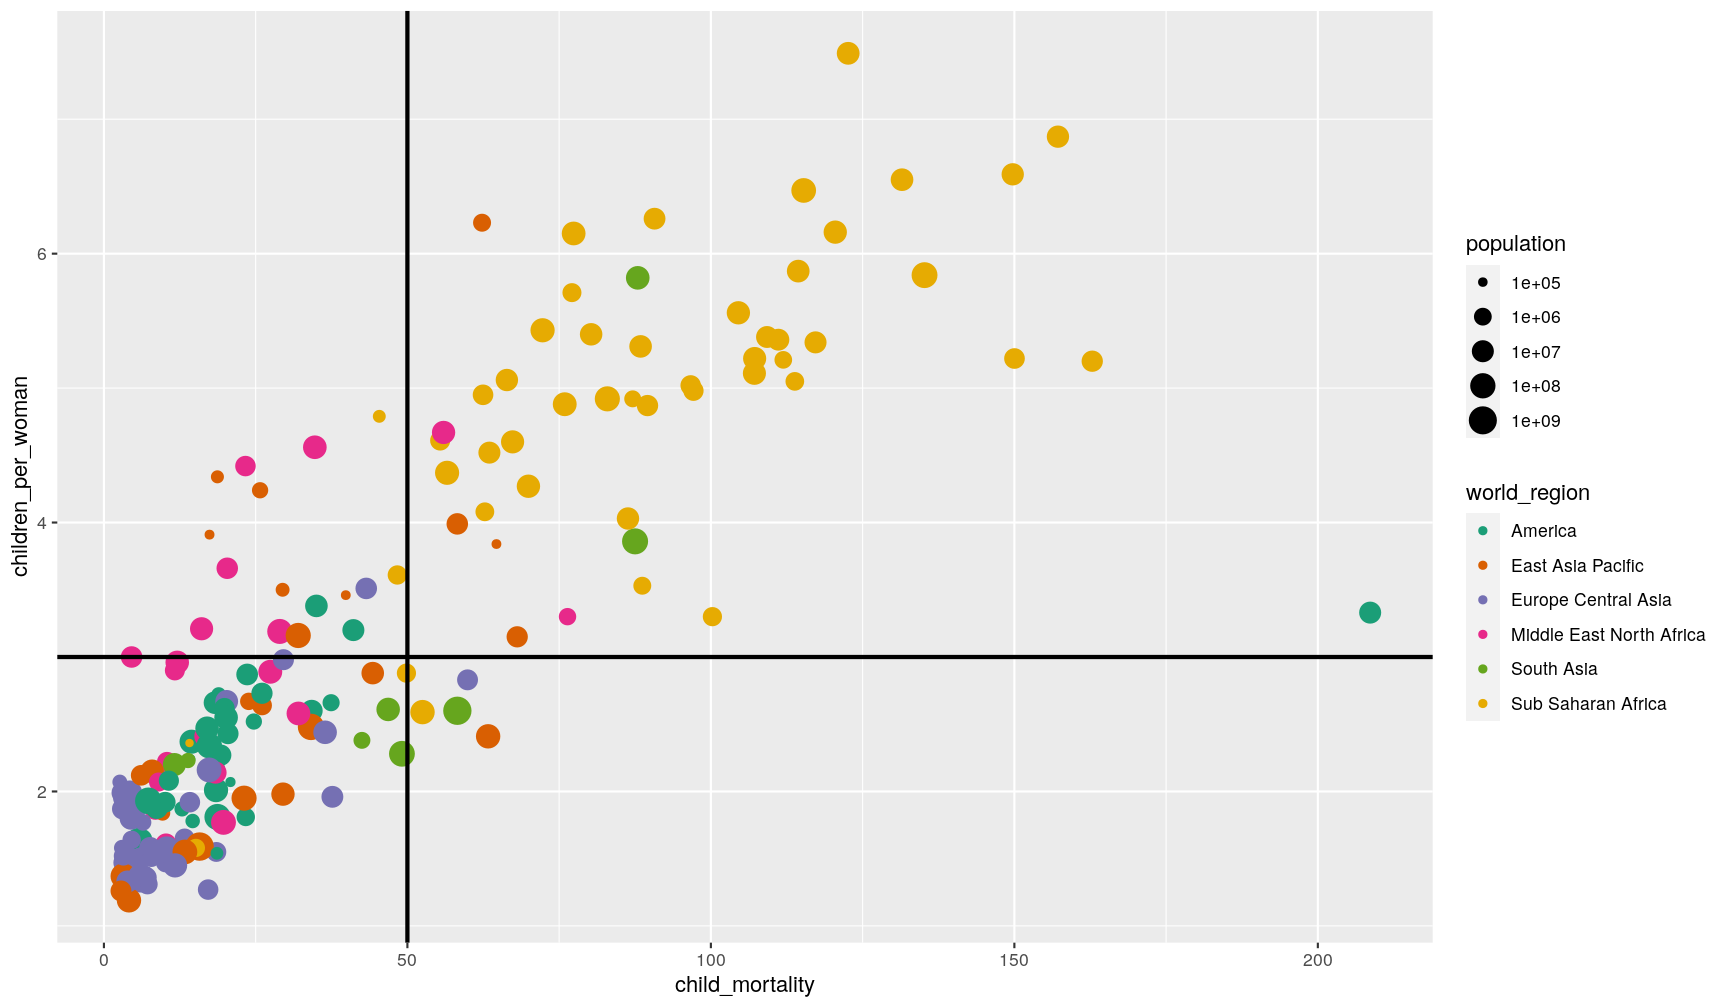 children_per_woman
6
4
2
0
50
100
150
200
child_mortality
population
1e+05
1e+06
1e+07
1e+08
1e+09
world_region
America
East Asia Pacific
Europe Central Asia
Middle East North Africa
South Asia
Sub Saharan Africa